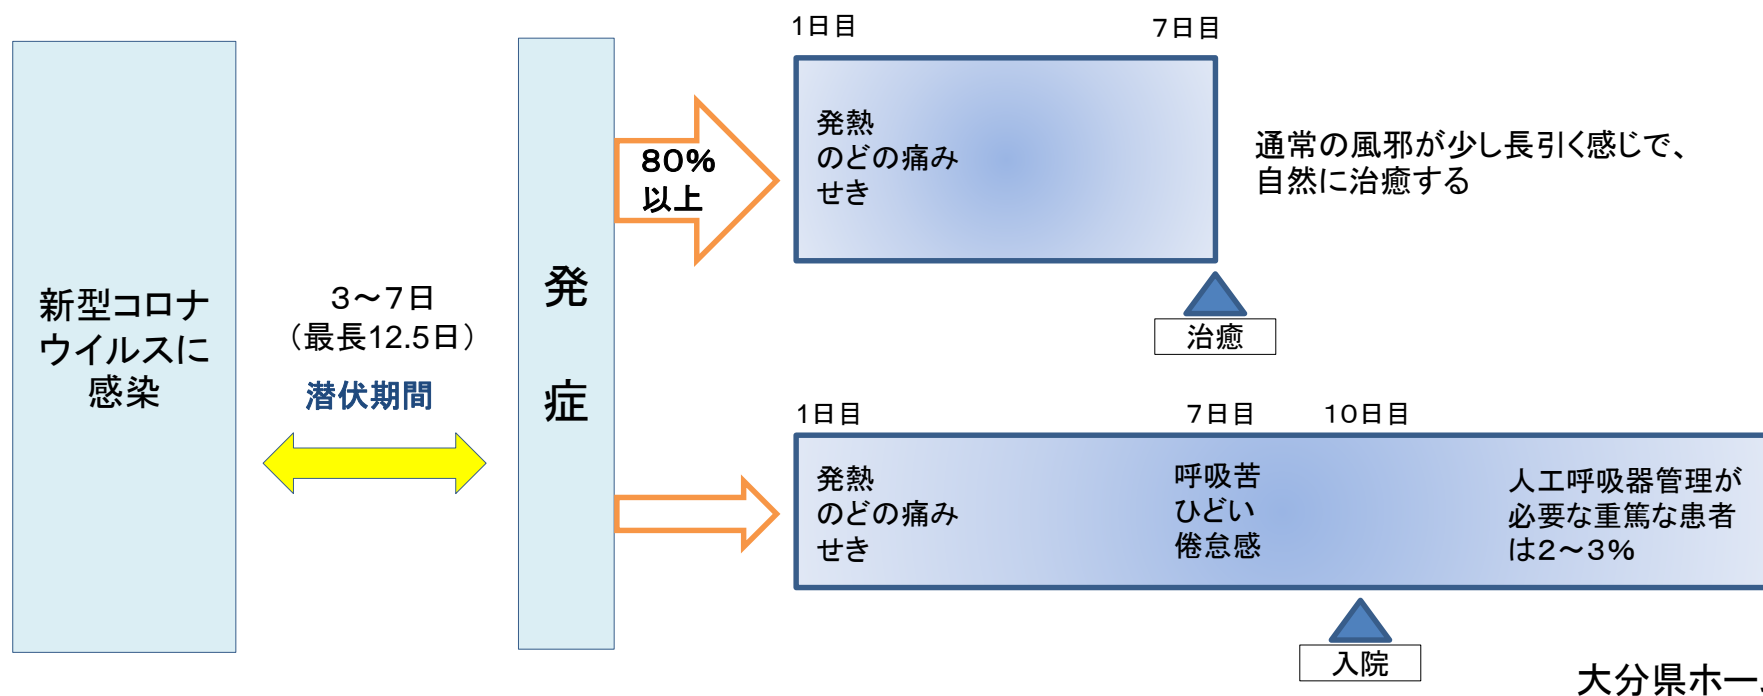 新型コロナ
ウイルスに
感染
3～7日
（最長12.5日）
潜伏期間
発
症
80%
以上
1日目
7日目
発熱
のどの痛み
せき
通常の風邪が少し長引く感じで、
自然に治癒する
治癒
1日目
7日目
10日目
発熱
のどの痛み
せき
呼吸苦
ひどい
倦怠感
人工呼吸器管理が
必要な重篤な患者
は2～3%
入院
大分県ホー